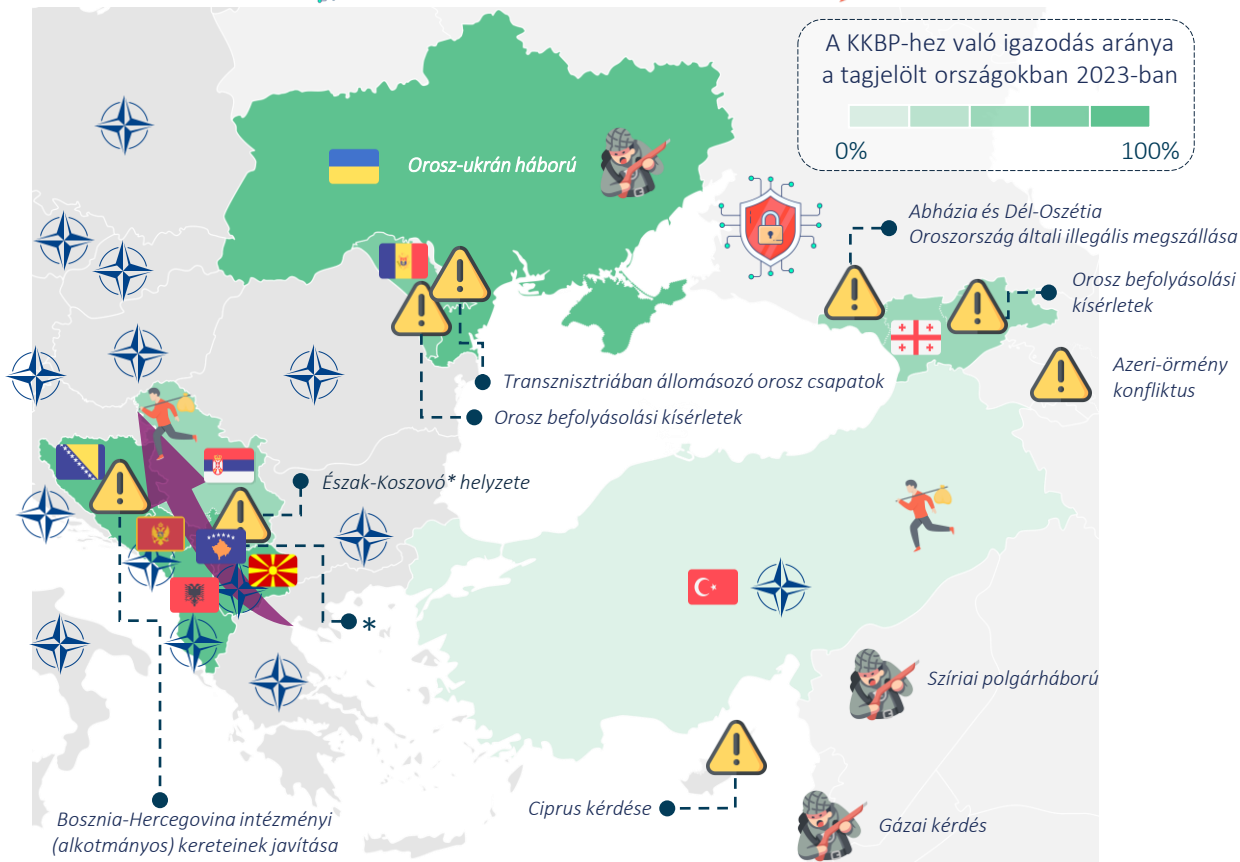 A KKBP-hez való igazodás aránya
a tagjelölt országokban 2023-ban
0%
100%
Orosz-ukrán háború
Abházia és Dél-Oszétia
Oroszország általi illegális megszállása
Orosz befolyásolási
kísérletek
Azeri-örmény
konfliktus
Transznisztriában állomásozó orosz csapatok
Orosz befolyásolási kísérletek
Észak-Koszovó* helyzete
*
Szíriai polgárháború
Ciprus kérdése
Gázai kérdés
Bosznia-Hercegovina intézményi
(alkotmányos) kereteinek javítása